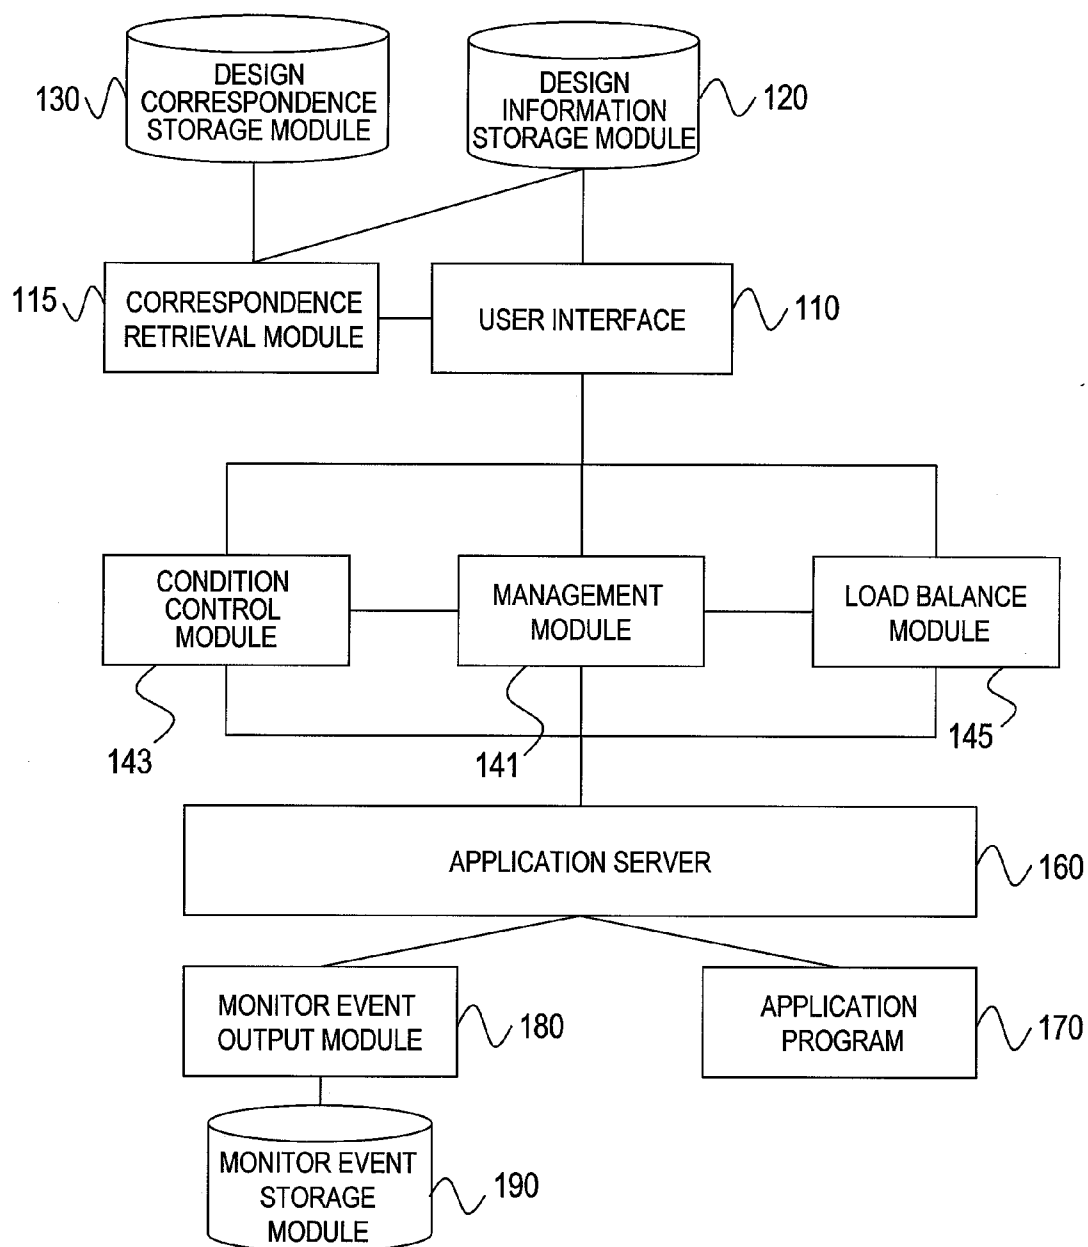 DESIGN
CORRESPONDENCE
STORAGE MODULE
130
DESIGN
INFORMATION
STORAGE MODULE
120
115
CORRESPONDENCE
RETRIEVAL MODULE
USER INTERFACE
110
CONDITION
CONTROL
MODULE
MANAGEMENT
MODULE
LOAD BALANCE
MODULE
143
141
145
APPLICATION SERVER
160
MONITOR EVENT
OUTPUT MODULE
180
APPLICATION
PROGRAM
170
MONITOR EVENT
STORAGE
MODULE
190